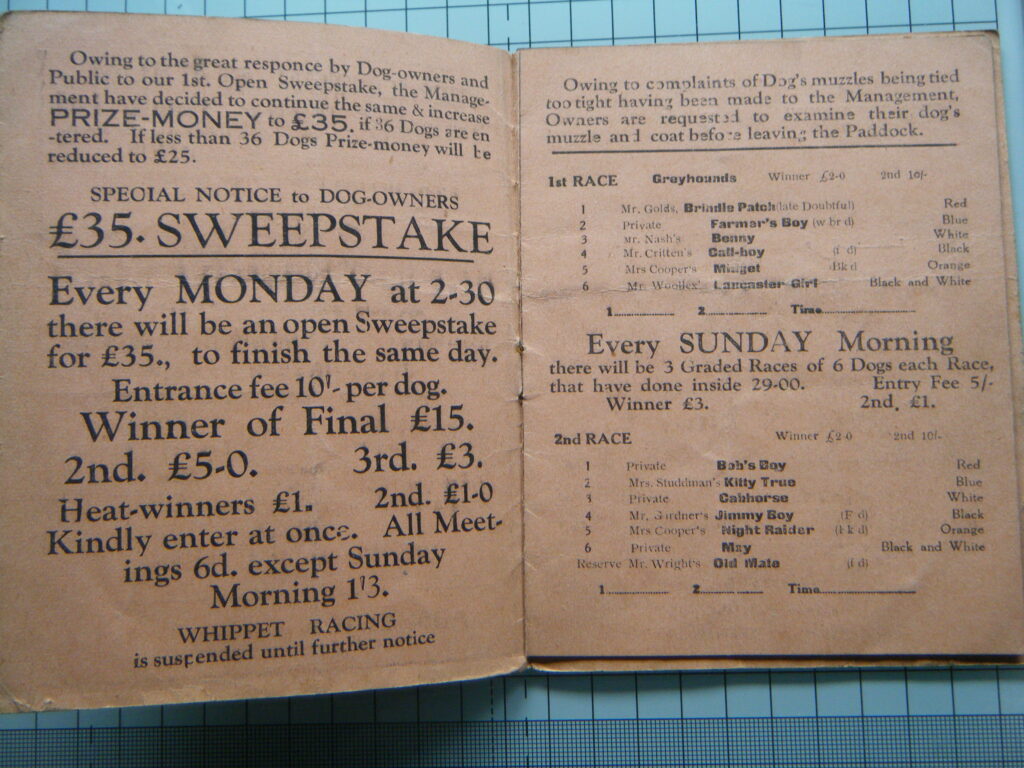 Owing to the great responce by Dog-owners and
Public to our 1st. Open Sweepstake, the Manage-
ment have decided to continue the same & increase
PRIZE-MONEY to £35. if 36 Dogs are en
-tered. If less than 36 Dogs Prize-money will be
reduced to £25.
SPECIAL NOTICE to DOG-OWNERS
£35. SWEEPSTAKE
Every MONDAY at 2-30
there will be an open Sweepstake
for £35., to finish the same day.
Entrance fee 10/- per dog.
Winner of Final £15.
2nd. £5-0. 3rd. £3.
Heat-winners £1. 2nd. £1-0
Kindly enter at once. All Meet-
ings 6d. except Sunday
Morning 1/3.
WHIPPET RACING
is suspended until further notice
Owing to complaints of Dog's muzzles being tied
too tight having been made to the Management,
Owners are requested to examine their dog's
muzzle and coat before leaving the Paddock.
1st RACE Greyhounds Winner £2-0 2nd 10/-
1 Mr. Golds, Brindle Patch (late Doubtful) Red
2 Private Farmer's Boy (w br d) Blue
3 Mr. Nash's Bonny White
4 Mr. Critten's Call-boy (f d) Black
5 Mrs Cooper's Midget (Bk d) Orange
6 Mr. Woollex' Lancaster Girl Black and White
1.............. 2.............. Time....................
Every SUNDAY Morning
there will be 3 Graded Races of 6 Dogs each Race,
that have done inside 29-00. Entry Fee 5/-
Winner £3. 2nd. £1.
2nd RACE Winner £2-0 2nd 10/-
1 Private Bob's Boy Red
2 Mrs. Studdman's Kitty True Blue
3 Private Cabhorse White
4 Mr. Girdner's Jimmy Boy (F d) Black
5 Mrs Cooper's Night Raider (bk d) Orange
6 Private May Black and White
Reserve Mr. Wright's Old Mate (f d)
1.............. 2.............. Time....................